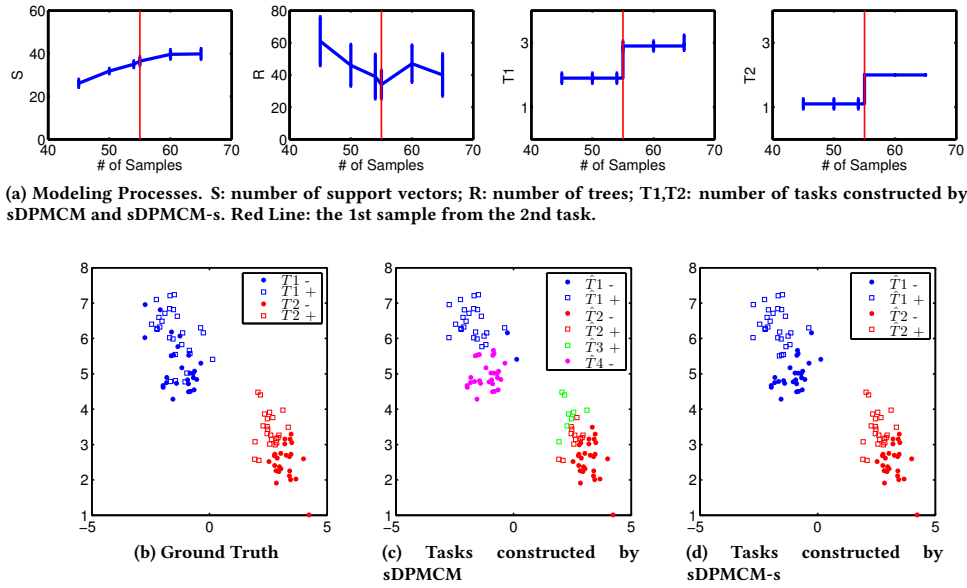 60
40
20
0
40 50 60 70
S
# of Samples
80
60
40
20
0
40 50 60 70
R
# of Samples
3
1
40 50 60 70
T1
# of Samples
3
1
40 50 60 70
T2
# of Samples
(a) Modeling Processes. S: number of support vectors; R: number of trees; T1,T2: number of tasks constructed by
sDPMCM and sDPMCM-s. Red Line: the 1st sample from the 2nd task.
8
7
6
5
4
3
2
1
−5 0 5
T1 -
T1 +
T2 -
T2 +
(b) Ground Truth
8
7
6
5
4
3
2
1
−5 0 5
T̂1 -
T̂1 +
T̂2 -
T̂2 +
T̂3 +
T̂4 -
(c) Tasks constructed by
sDPMCM
8
7
6
5
4
3
2
1
−5 0 5
T̂1 -
T̂1 +
T̂2 -
T̂2 +
(d) Tasks constructed by
sDPMCM-s